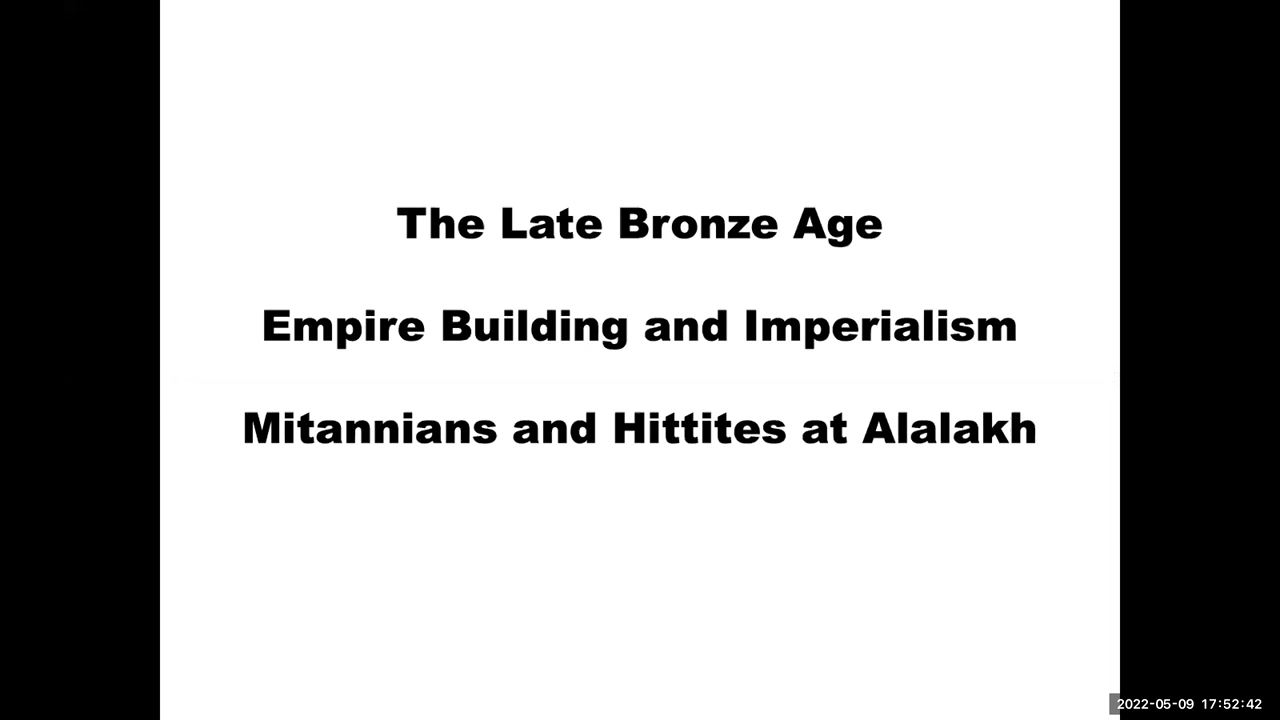 The Late Bronze Age
Empire Building and Imperialism
Mitannians and Hittites at Alalakh
2022-05-09 17:52:42